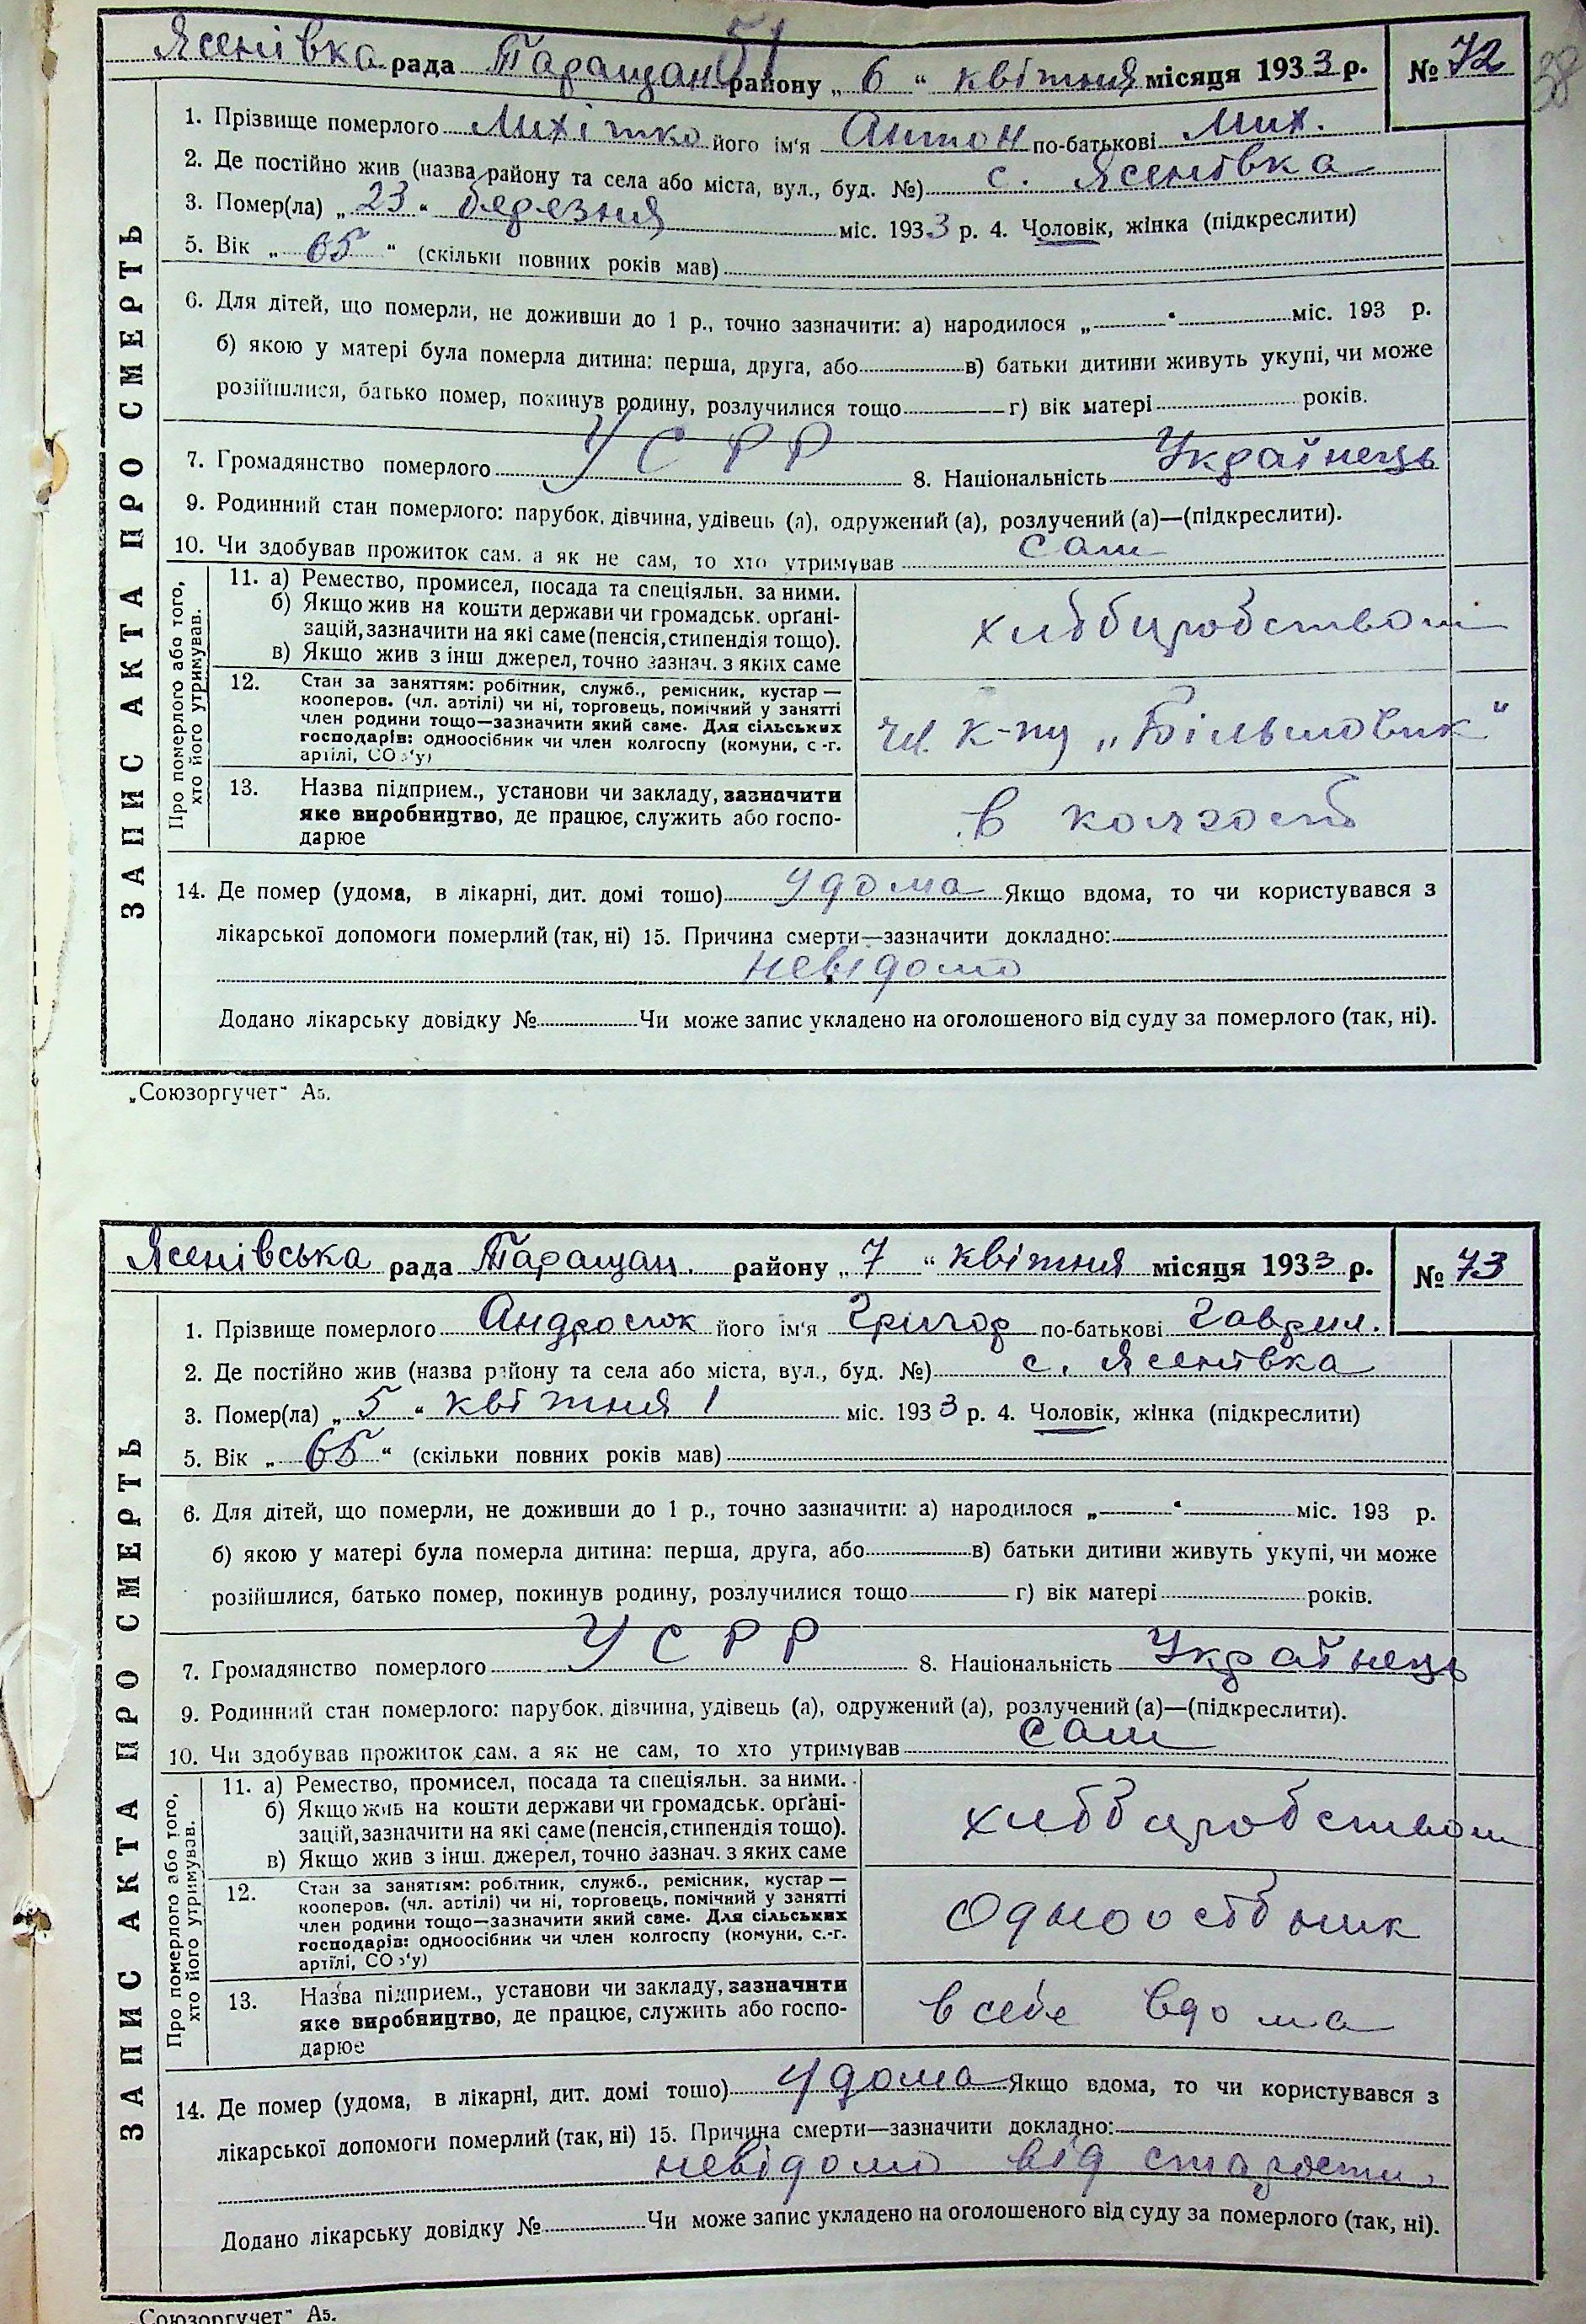 51
38
Ясенівка рада Таращан району „ 6 “ квітня місяця 1933 р. № 72
1. Прізвище померлого Михітко його ім'я Антон по-батькові Мих.
2. Де постійно жив (назва району та села або міста, вул., буд. №) с. Ясенівка
3. Помер(ла) „ 23 “ березня міс. 1933 р. 4. Чоловік, жінка (підкреслити)
5. Вік „ 65 “ (скільки повних років мав)
6. Для дітей, що померли, не доживши до 1 р., точно зазначити: а) народилося „ “ міс. 193 р.
б) якою у матері була померла дитина: перша, друга, або в) батьки дитини живуть укупі, чи може
розійшлися, батько помер, покинув родину, розлучилися тощо г) вік матері років.
7. Громадянство померлого УСРР 8. Національність Українець
9. Родинний стан померлого: парубок, дівчина, удівець (а), одружений (а), розлучений (а)—(підкреслити).
10. Чи здобував прожиток сам, а як не сам, то хто утримував сам
ЗАПИС АКТА ПРО СМЕРТЬ
Про померлого або того,
хто його утримував.
11. а) Ремество, промисел, посада та спеціяльн. за ними.
б) Якщо жив на кошти держави чи громадськ. орґані-
зацій, зазначити на які саме (пенсія, стипендія тощо).
в) Якщо жив з інш джерел, точно зазнач. з яких саме
хліборобством
12. Стан за заняттям: робітник, служб., ремісник, кустар —
кооперов. (чл. артілі) чи ні, торговець, помічний у занятті
член родини тощо—зазначити який саме. Для сільських
господарів: одноосібник чи член колгоспу (комуни, с.-г.
артілі, СОЗ'у)
чл. к-пу „Більшовик“
13. Назва підприєм., установи чи закладу, зазначити
яке виробництво, де працює, служить або госпо-
дарює
в колгоспі
14. Де помер (удома, в лікарні, дит. домі тощо) удома Якщо вдома, то чи користувався з
лікарської допомоги померлий (так, ні) 15. Причина смерти—зазначити докладно:
невідомо
Додано лікарську довідку № Чи може запис укладено на оголошеного від суду за померлого (так, ні).
„Союзоргучет“ А5.
Ясенівська рада Таращан. району „ 7 “ квітня місяця 1933 р. № 73
1. Прізвище померлого Андросюк його ім'я Григор по-батькові Гаврил.
2. Де постійно жив (назва району та села або міста, вул., буд. №) с. Ясенівка
3. Помер(ла) „ 5 “ квітня 1 міс. 1933 р. 4. Чоловік, жінка (підкреслити)
5. Вік „ 65 “ (скільки повних років мав)
6. Для дітей, що померли, не доживши до 1 р., точно зазначити: а) народилося „ “ міс. 193 р.
б) якою у матері була померла дитина: перша, друга, або в) батьки дитини живуть укупі, чи може
розійшлися, батько помер, покинув родину, розлучилися тощо г) вік матері років.
7. Громадянство померлого УСРР 8. Національність Українець
9. Родинний стан померлого: парубок, дівчина, удівець (а), одружений (а), розлучений (а)—(підкреслити).
10. Чи здобував прожиток сам, а як не сам, то хто утримував сам
ЗАПИС АКТА ПРО СМЕРТЬ
Про померлого або того,
хто його утримував.
11. а) Ремество, промисел, посада та спеціяльн. за ними.
б) Якщо жив на кошти держави чи громадськ. орґані-
зацій, зазначити на які саме (пенсія, стипендія тощо).
в) Якщо жив з інш. джерел, точно зазнач. з яких саме
хліборобством
12. Стан за заняттям: робітник, служб., ремісник, кустар —
кооперов. (чл. артілі) чи ні, торговець, помічний у занятті
член родини тощо—зазначити який саме. Для сільських
господарів: одноосібник чи член колгоспу (комуни, с.-г.
артілі, СОЗ'у)
Одноосібник
13. Назва підприєм., установи чи закладу, зазначити
яке виробництво, де працює, служить або госпо-
дарює
в себе вдома
14. Де помер (удома, в лікарні, дит. домі тощо) удома Якщо вдома, то чи користувався з
лікарської допомоги померлий (так, ні) 15. Причина смерти—зазначити докладно:
невідомо від старости
Додано лікарську довідку № Чи може запис укладено на оголошеного від суду за померлого (так, ні).
„Союзоргучет“ А5.